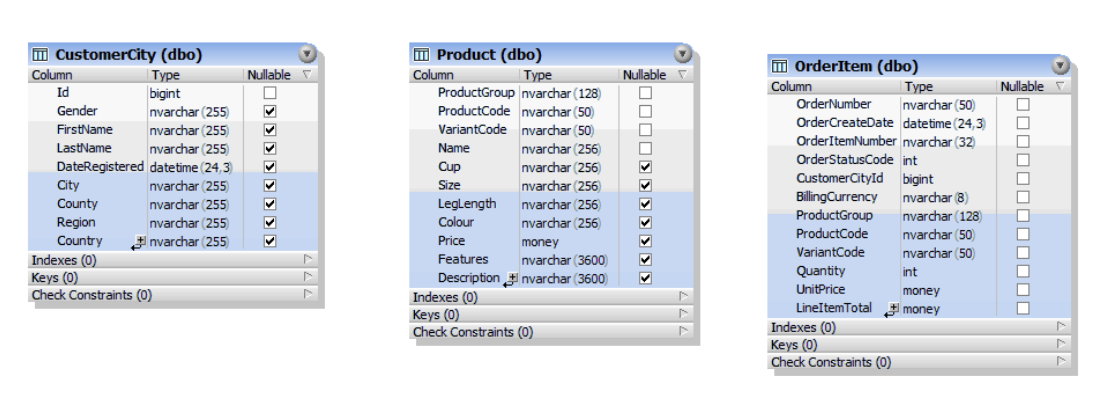 CustomerCity (dbo)
Column Type Nullable
Id bigint
Gender nvarchar (255)
FirstName nvarchar (255)
LastName nvarchar (255)
DateRegistered datetime (24,3)
City nvarchar (255)
County nvarchar (255)
Region nvarchar (255)
Country nvarchar (255)
Indexes (0)
Keys (0)
Check Constraints (0)
Product (dbo)
Column Type Nullable
ProductGroup nvarchar (128)
ProductCode nvarchar (50)
VariantCode nvarchar (50)
Name nvarchar (256)
Cup nvarchar (256)
Size nvarchar (256)
LegLength nvarchar (256)
Colour nvarchar (256)
Price money
Features nvarchar (3600)
Description nvarchar (3600)
Indexes (0)
Keys (0)
Check Constraints (0)
OrderItem (dbo)
Column Type Nullable
OrderNumber nvarchar (50)
OrderCreateDate datetime (24,3)
OrderItemNumber nvarchar (32)
OrderStatusCode int
CustomerCityId bigint
BillingCurrency nvarchar (8)
ProductGroup nvarchar (128)
ProductCode nvarchar (50)
VariantCode nvarchar (50)
Quantity int
UnitPrice money
LineItemTotal money
Indexes (0)
Keys (0)
Check Constraints (0)